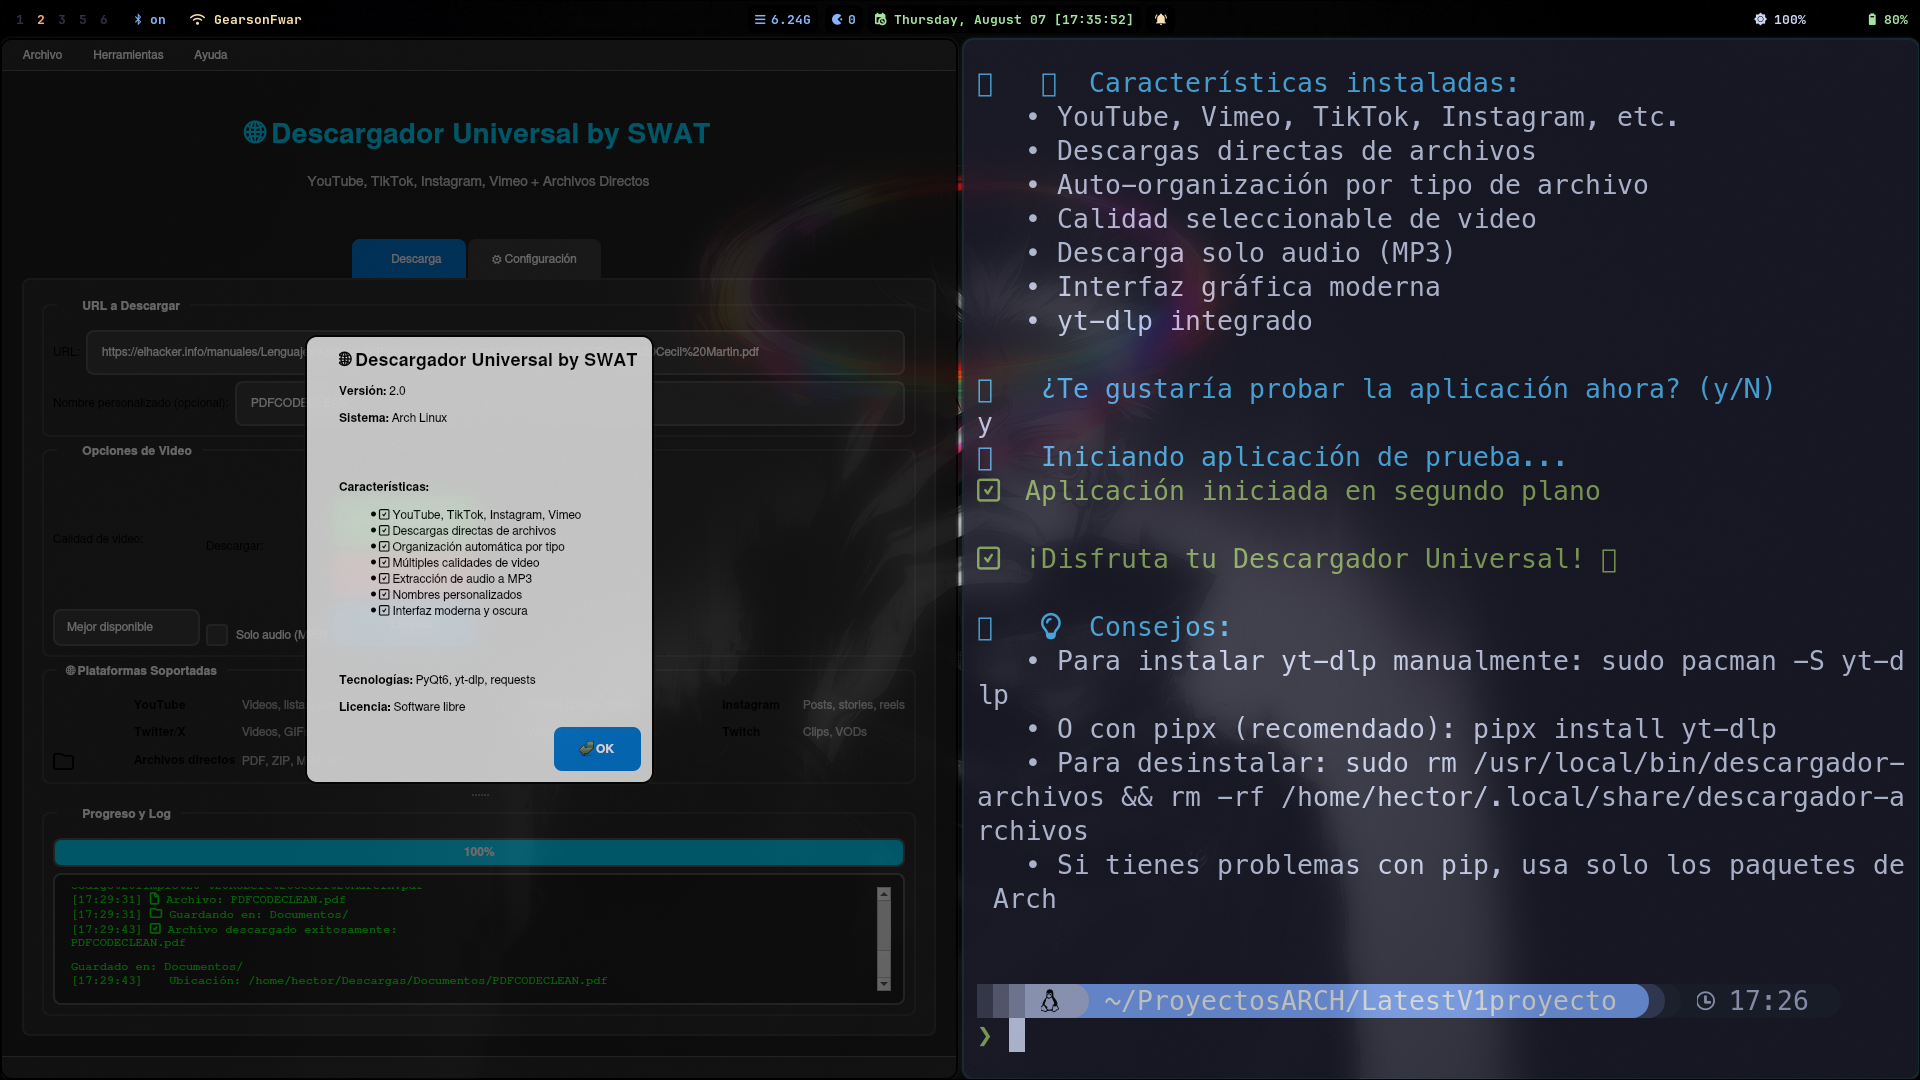 1 2 3 5 6 on GearsonFwar 6.24G 0 Thursday, August 07 [17:35:52] 100% 80%
Archivo Herramientas Ayuda
Descargador Universal by SWAT
YouTube, TikTok, Instagram, Vimeo + Archivos Directos
Descarga Configuración
URL a Descargar
URL: https://elhacker.info/manuales/Lenguaj Cecil%20Martin.pdf
Nombre personalizado (opcional): PDFCODE
Opciones de Video
Calidad de video:
Descargar:
Mejor disponible Solo audio
Plataformas Soportadas
YouTube Videos, lista Instagram Posts, stories, reels
Twitter/X Videos, GIF Twitch Clips, VODs
Archivos directos PDF, ZIP, M
Progreso y Log
100%
[17:29:31] Archivo: PDFCODECLEAN.pdf
[17:29:31] Guardando en: Documentos/
[17:29:43] Archivo descargado exitosamente:
PDFCODECLEAN.pdf
Guardado en: Documentos/
[17:29:43] Ubicación: /home/hector/Descargas/Documentos/PDFCODECLEAN.pdf
Descargador Universal by SWAT
Versión: 2.0
Sistema: Arch Linux
Características:
• YouTube, TikTok, Instagram, Vimeo
• Descargas directas de archivos
• Organización automática por tipo
• Múltiples calidades de video
• Extracción de audio a MP3
• Nombres personalizados
• Interfaz moderna y oscura
Tecnologías: PyQt6, yt-dlp, requests
Licencia: Software libre
OK
Características instaladas:
• YouTube, Vimeo, TikTok, Instagram, etc.
• Descargas directas de archivos
• Auto-organización por tipo de archivo
• Calidad seleccionable de video
• Descarga solo audio (MP3)
• Interfaz gráfica moderna
• yt-dlp integrado
¿Te gustaría probar la aplicación ahora? (y/N)
y
Iniciando aplicación de prueba...
Aplicación iniciada en segundo plano
¡Disfruta tu Descargador Universal!
Consejos:
• Para instalar yt-dlp manualmente: sudo pacman -S yt-d
lp
• O con pipx (recomendado): pipx install yt-dlp
• Para desinstalar: sudo rm /usr/local/bin/descargador-
archivos && rm -rf /home/hector/.local/share/descargador-a
rchivos
• Si tienes problemas con pip, usa solo los paquetes de
Arch
~/ProyectosARCH/LatestV1proyecto 17:26
❯